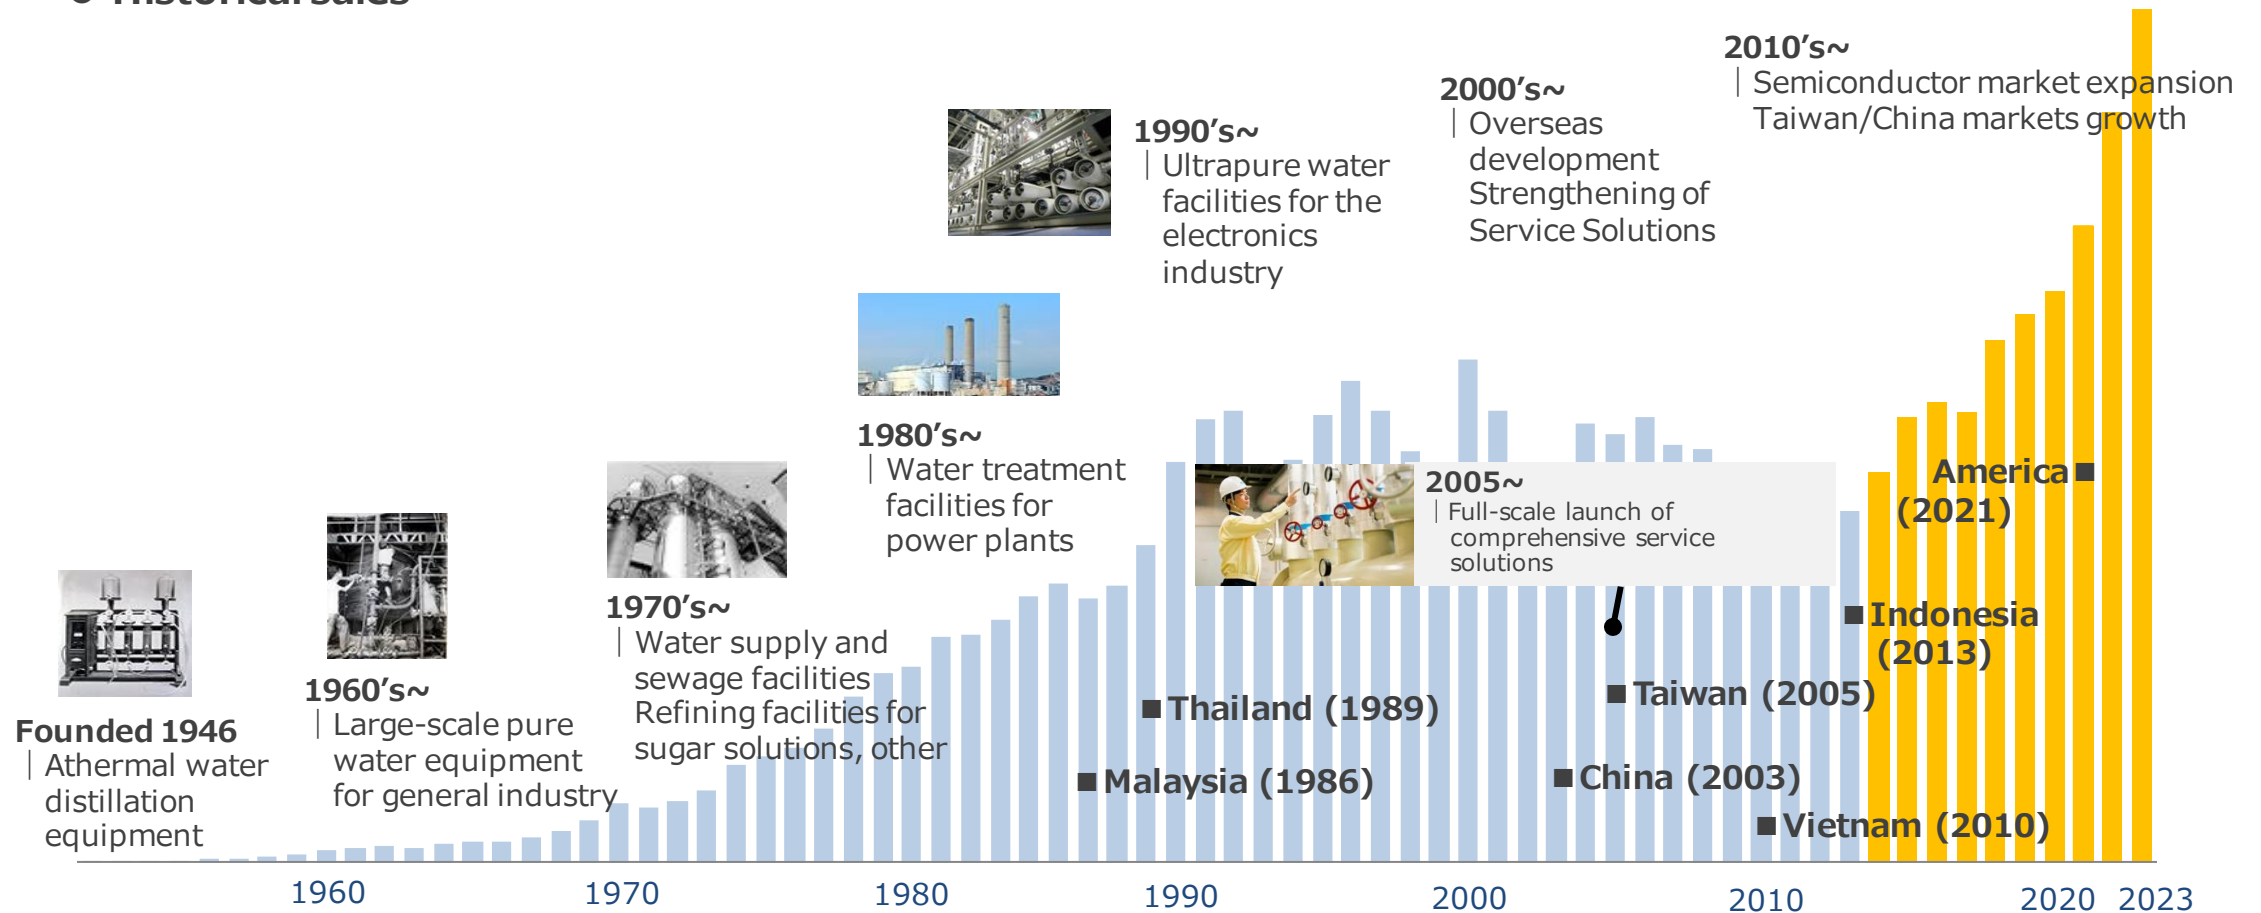 Historical sales
2010’s~
｜Semiconductor market expansion
Taiwan/China markets growth
2000’s~
｜Overseas
development
Strengthening of
Service Solutions
1990’s~
｜Ultrapure water
facilities for the
electronics
industry
1980’s~
｜Water treatment
facilities for
power plants
2005~
｜Full-scale launch of
comprehensive service
solutions
1970’s~
｜Water supply and
sewage facilities
Refining facilities for
sugar solutions, other
1960’s~
｜Large-scale pure
water equipment
for general industry
Founded 1946
｜Athermal water
distillation
equipment
America■
(2021)
■Indonesia
(2013)
■Taiwan (2005)
■Thailand (1989)
■China (2003)
■Malaysia (1986)
■Vietnam (2010)
1960 1970 1980 1990 2000 2010 2020 2023